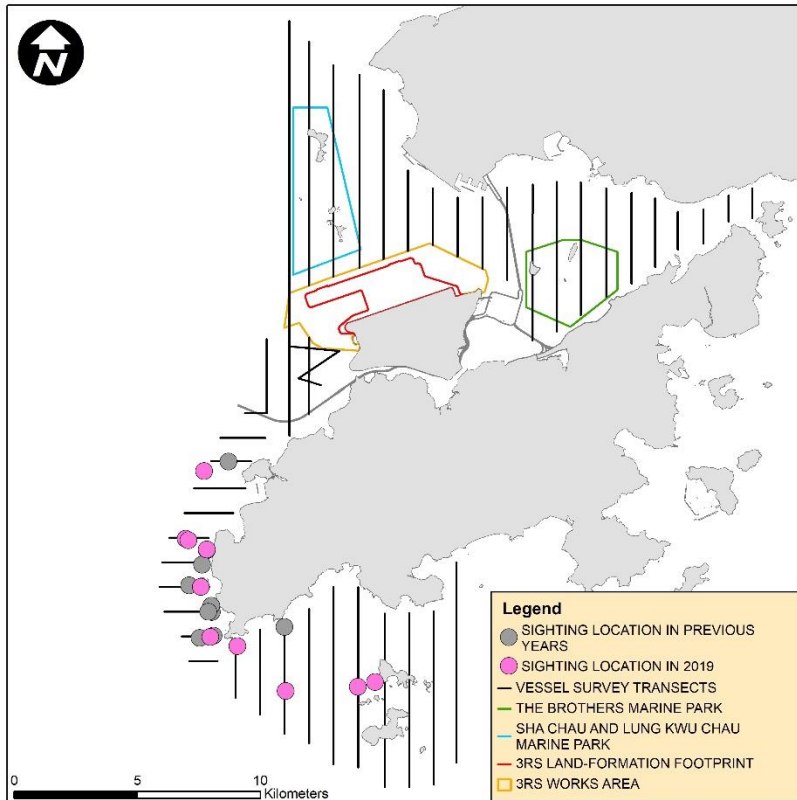 N
Legend
SIGHTING LOCATION IN PREVIOUS
YEARS
SIGHTING LOCATION IN 2019
VESSEL SURVEY TRANSECTS
THE BROTHERS MARINE PARK
SHA CHAU AND LUNG KWU CHAU
MARINE PARK
3RS LAND-FORMATION FOOTPRINT
3RS WORKS AREA
0 5 10
Kilometers